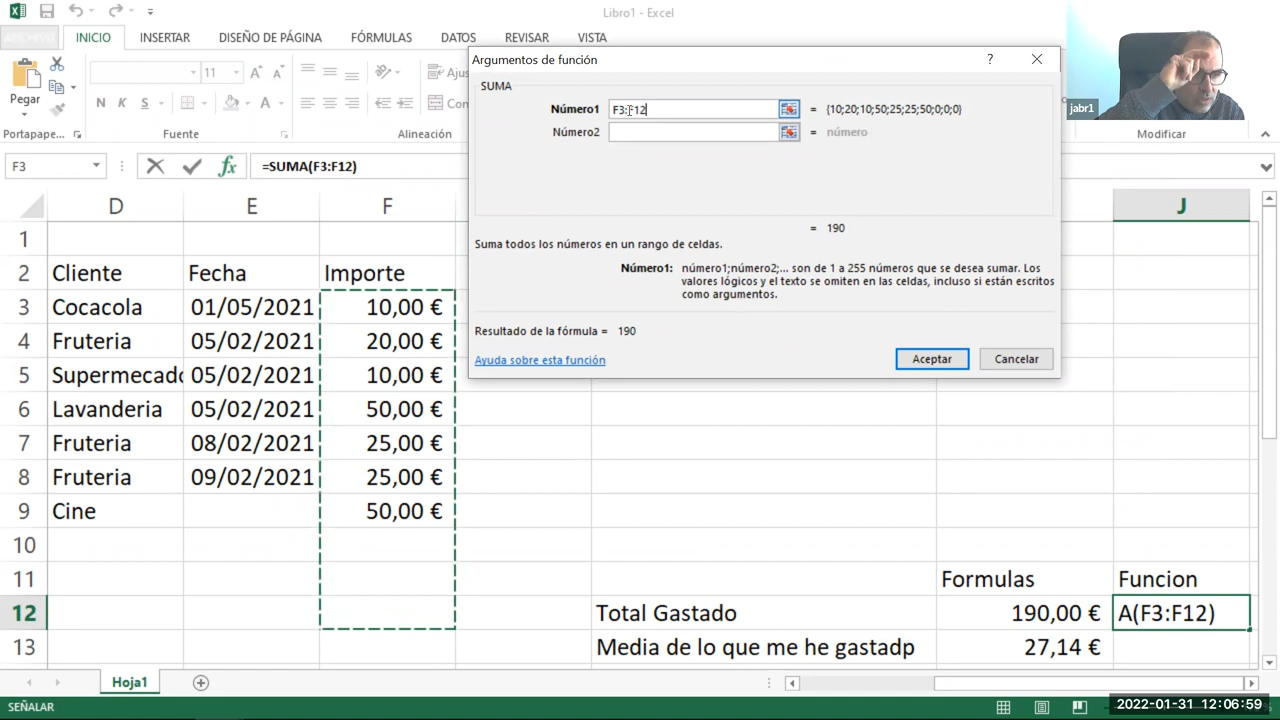 Libro1 - Excel
ARCHIVO INICIO INSERTAR DISEÑO DE PÁGINA FÓRMULAS DATOS REVISAR VISTA
Pegar
N K S
11
Ajus
Com
Portapape...
Fuente
Alineación
Modificar
jabr1
Argumentos de función
SUMA
Número1 F3:F12 = {10;20;10;50;25;25;50;0;0;0}
Número2 = número
= 190
Suma todos los números en un rango de celdas.
Número1: número1;número2;... son de 1 a 255 números que se desea sumar. Los
valores lógicos y el texto se omiten en las celdas, incluso si están escritos
como argumentos.
Resultado de la fórmula = 190
Ayuda sobre esta función
Aceptar Cancelar
F3 fx =SUMA(F3:F12)
D E F J
1
2 Cliente Fecha Importe
3 Cocacola 01/05/2021 10,00 €
4 Fruteria 05/02/2021 20,00 €
5 Supermecado 05/02/2021 10,00 €
6 Lavanderia 05/02/2021 50,00 €
7 Fruteria 08/02/2021 25,00 €
8 Fruteria 09/02/2021 25,00 €
9 Cine 50,00 €
10
11 Formulas Funcion
12 Total Gastado 190,00 € A(F3:F12)
13 Media de lo que me he gastadp 27,14 €
Hoja1
SEÑALAR
2022-01-31 12:06:59